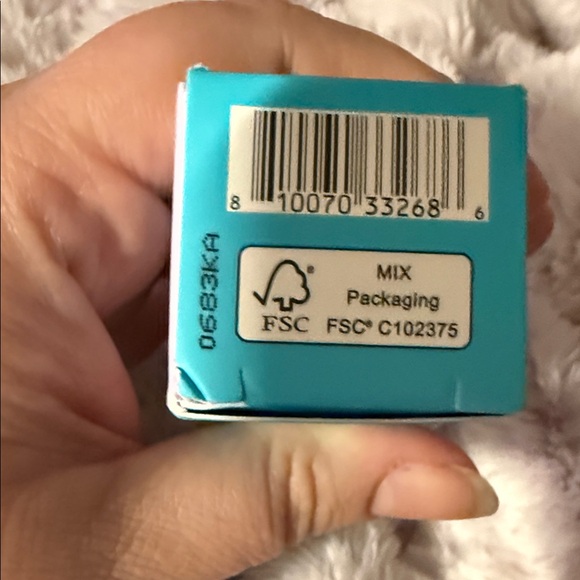 8 10070 33268 6
0683KA
FSC®
MIX
Packaging
FSC® C102375